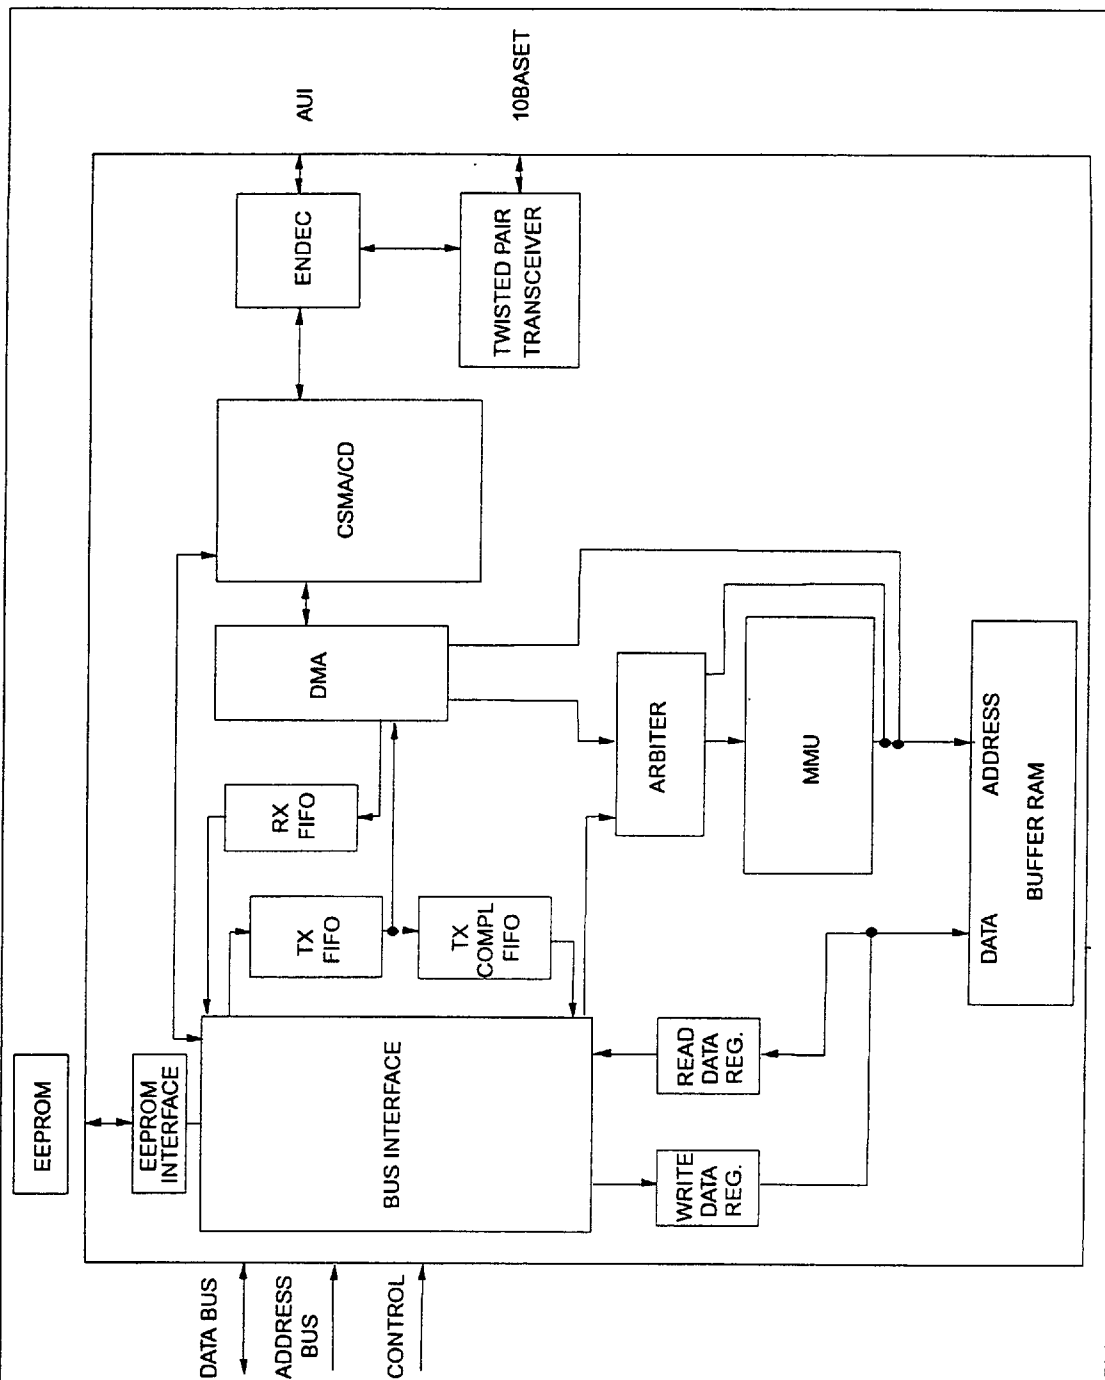 EEPROM
EEPROM
INTERFACE
DATA BUS
ADDRESS
BUS
CONTROL
BUS INTERFACE
RX
FIFO
TX
FIFO
TX
COMPL
FIFO
DMA
CSMA/CD
ENDEC
AUI
TWISTED PAIR
TRANSCEIVER
10BASET
WRITE
DATA
REG.
READ
DATA
REG.
ARBITER
MMU
DATA
ADDRESS
BUFFER RAM